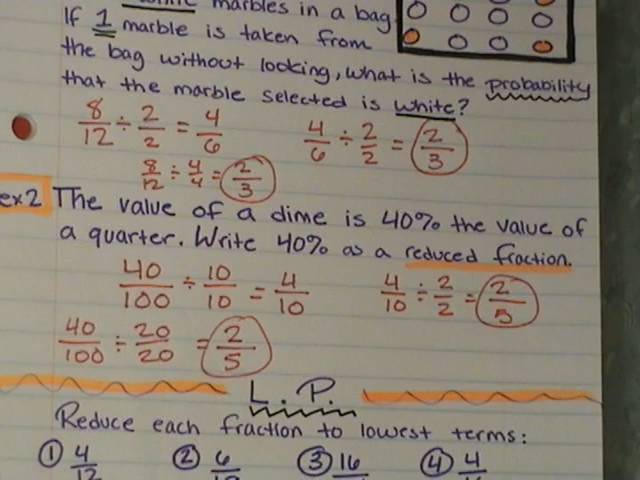 white marbles in a bag
If 1 marble is taken from
the bag without looking, what is the probability
that the marble selected is white?
8/12 ÷ 2/2 = 4/6 4/6 ÷ 2/2 = 2/3
8/12 ÷ 4/4 = 2/3
ex2 The value of a dime is 40% the value of
a quarter. Write 40% as a reduced fraction.
40/100 ÷ 10/10 = 4/10 4/10 ÷ 2/2 = 2/5
40/100 ÷ 20/20 = 2/5
L.P.
Reduce each fraction to lowest terms:
① 4/12 ② 6/ ③ 16/ ④ 4/